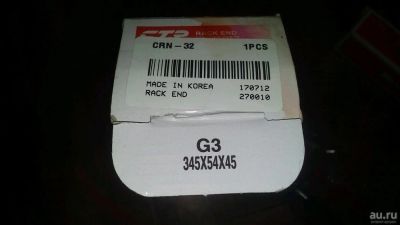 CTR RACK END
CRN-32 1PCS
MADE IN KOREA 170712
RACK END 270010
G3
345X54X45
au.ru